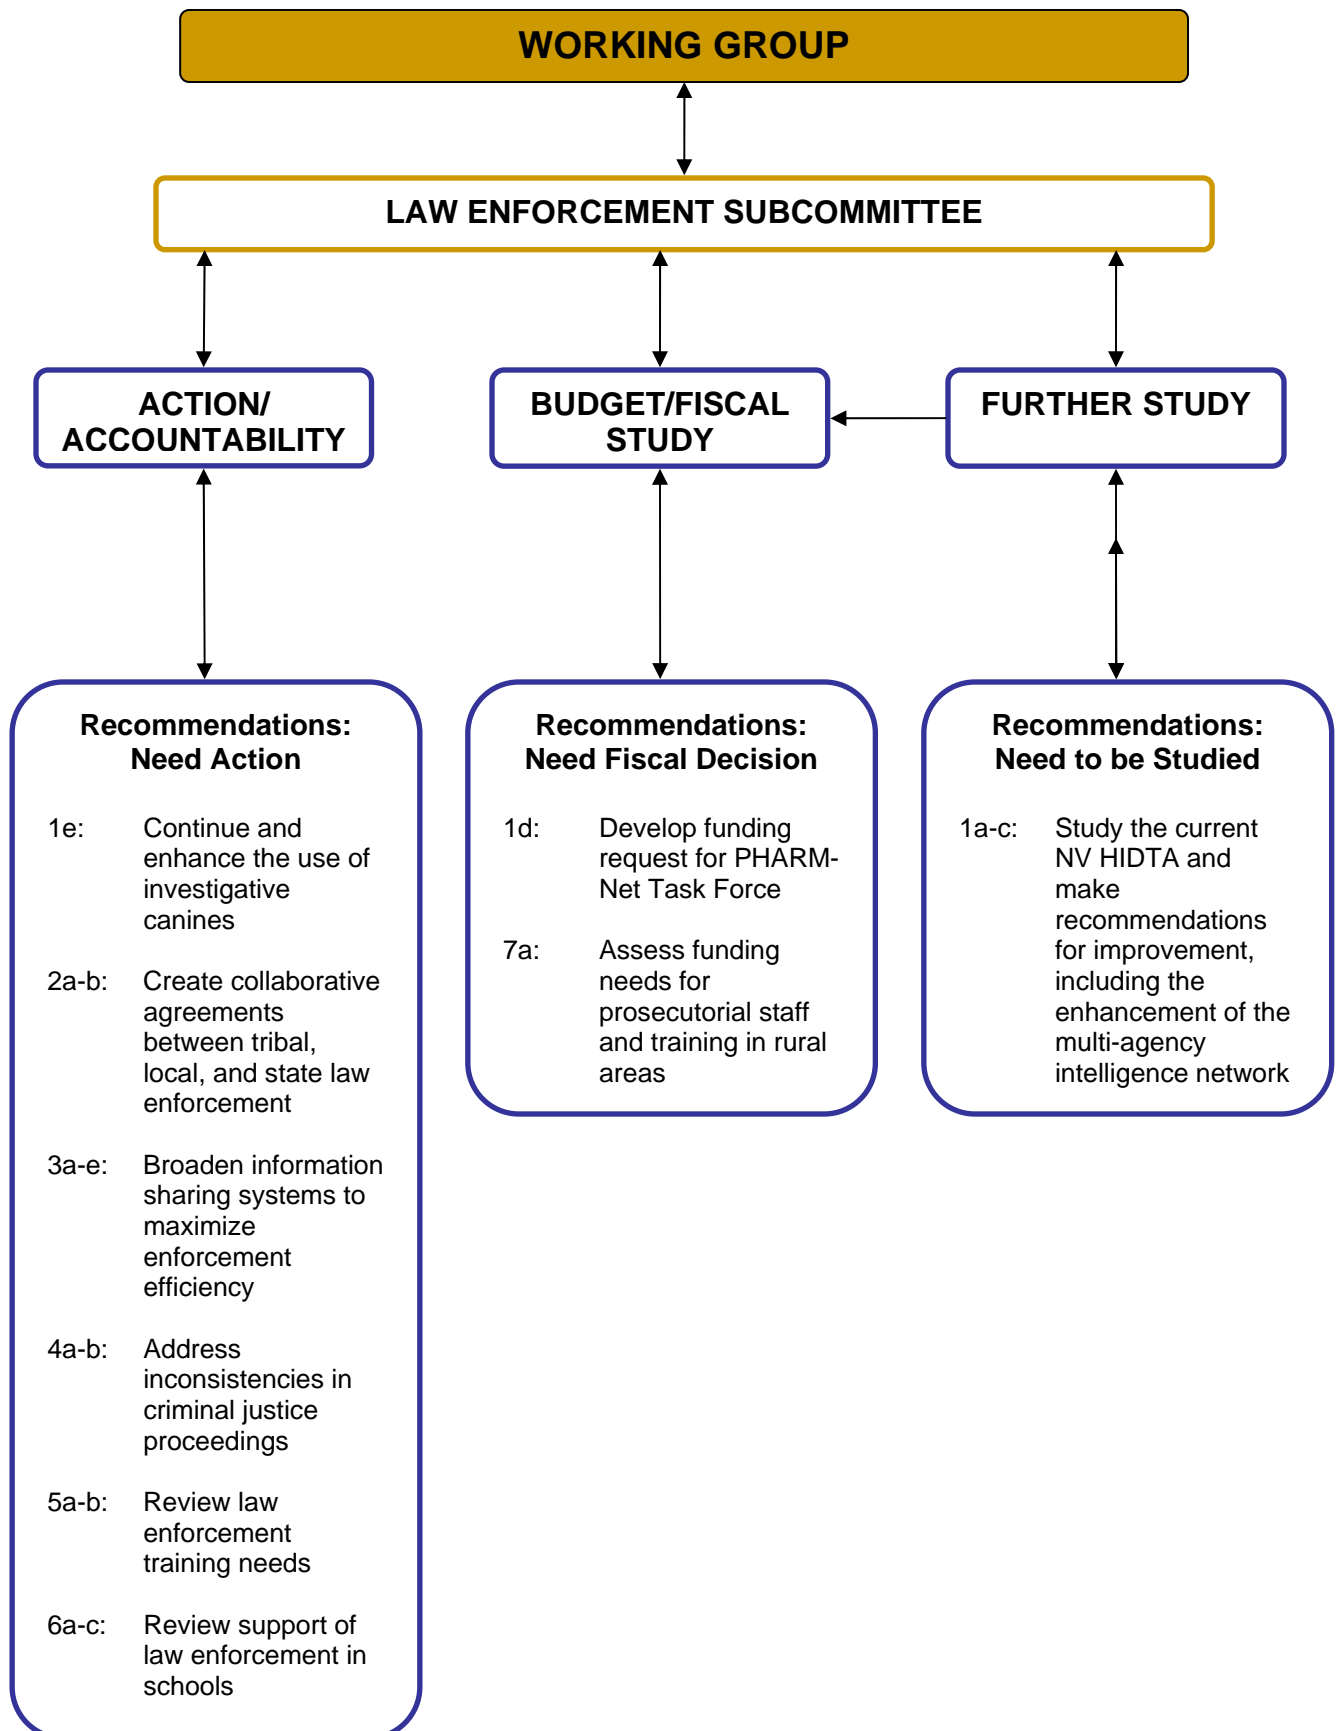 WORKING GROUP
LAW ENFORCEMENT SUBCOMMITTEE
ACTION/
ACCOUNTABILITY
BUDGET/FISCAL
STUDY
FURTHER STUDY
Recommendations:
Need Action
1e: Continue and
enhance the use of
investigative
canines
2a-b: Create collaborative
agreements
between tribal,
local, and state law
enforcement
3a-e: Broaden information
sharing systems to
maximize
enforcement
efficiency
4a-b: Address
inconsistencies in
criminal justice
proceedings
5a-b: Review law
enforcement
training needs
6a-c: Review support of
law enforcement in
schools
Recommendations:
Need Fiscal Decision
1d: Develop funding
request for PHARM-
Net Task Force
7a: Assess funding
needs for
prosecutorial staff
and training in rural
areas
Recommendations:
Need to be Studied
1a-c: Study the current
NV HIDTA and
make
recommendations
for improvement,
including the
enhancement of the
multi-agency
intelligence network